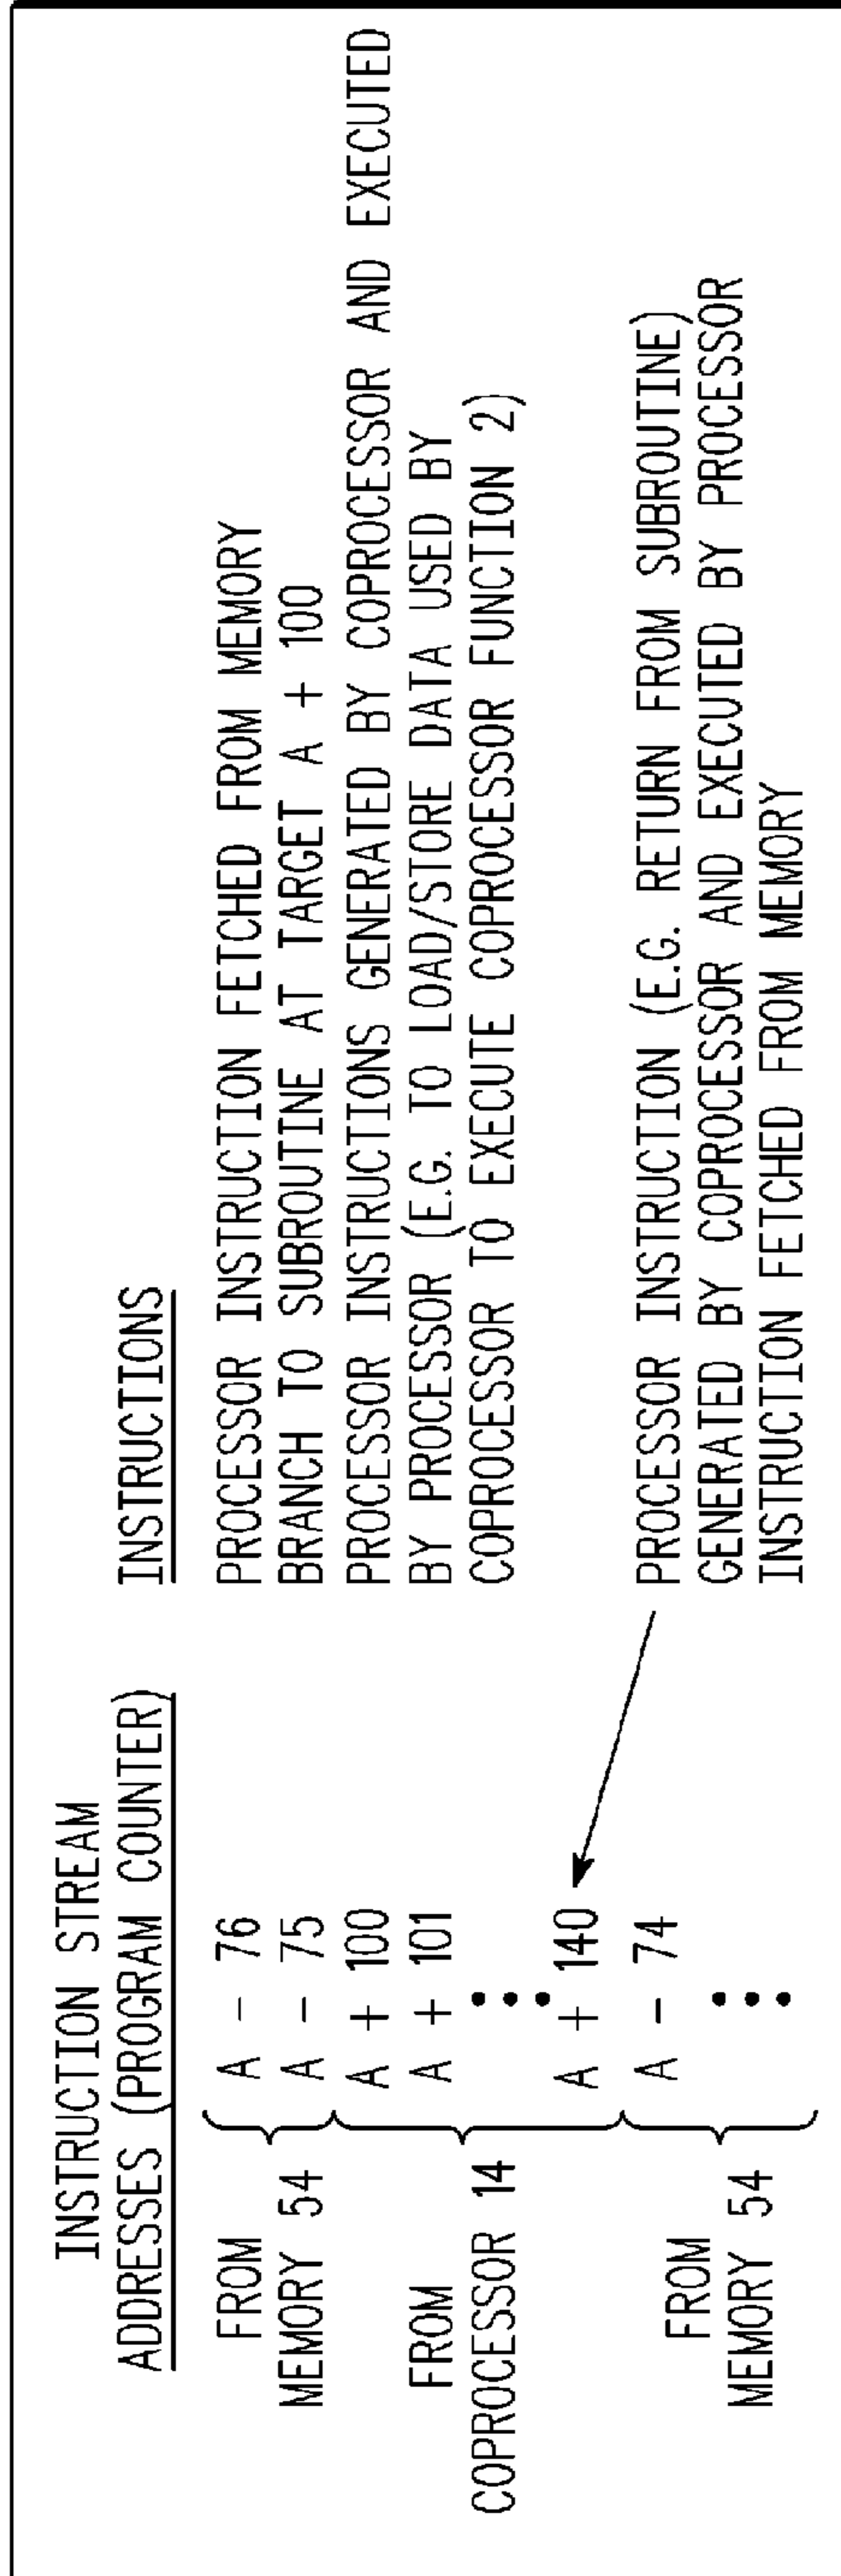 INSTRUCTION STREAM
ADDRESSES (PROGRAM COUNTER)
INSTRUCTIONS
FROM
MEMORY 54
A - 76
PROCESSOR INSTRUCTION FETCHED FROM MEMORY
A - 75
BRANCH TO SUBROUTINE AT TARGET A + 100
FROM
COPROCESSOR 14
A + 100
PROCESSOR INSTRUCTIONS GENERATED BY COPROCESSOR AND EXECUTED
A + 101
BY PROCESSOR (E.G. TO LOAD/STORE DATA USED BY
COPROCESSOR TO EXECUTE COPROCESSOR FUNCTION 2)
A + 140
PROCESSOR INSTRUCTION (E.G. RETURN FROM SUBROUTINE)
GENERATED BY COPROCESSOR AND EXECUTED BY PROCESSOR
FROM
MEMORY 54
A - 74
INSTRUCTION FETCHED FROM MEMORY